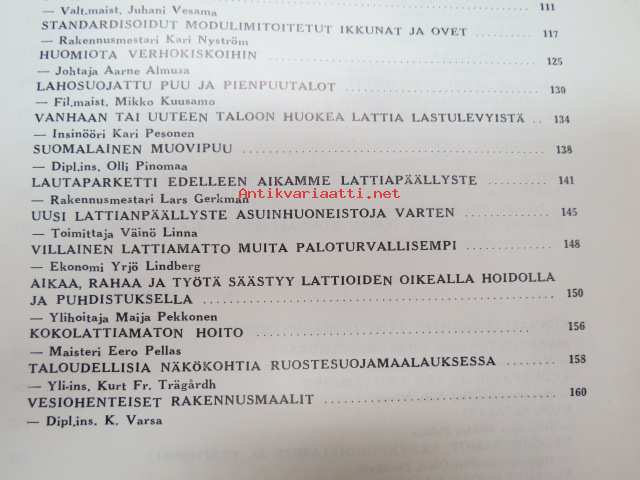 — Valt.maist, Juhani Vesama
111
STANDARDISOIDUT MODULIMITOITETUT IKKUNAT JA OVET . . 117
— Rakennusmestari Kari Nyström
HUOMIOTA VERHOKISKOIHIN 125
— Johtaja Aarne Almusa
LAHOSUOJATTU PUU JA PIENPUUTALOT 130
— Fil.maist, Mikko Kuusamo
VANHAAN TAI UUTEEN TALOON HUOKEA LATTIA LASTULEVYISTÄ . . 134
— Insinööri Kari Pesonen
SUOMALAINEN MUOVIPUU 138
— Dipl.ins, Olli Pinomaa
LAUTAPARKETTI EDELLEEN AIKAMME LATTIAPÄÄLLYSTE 141
Antikvariaatti.net
— Rakennusmestari Lars Gerkman
UUSI LATTIANPÄÄLLYSTE ASUINHUONEISTOJA VARTEN 145
— Toimittaja Väinö Linna
VILLAINEN LATTIAMATTO MUITA PALOTURVALLISEMPI 148
— Ekonomi Yrjö Lindberg
AIKAA, RAHAA JA TYÖTÄ SÄÄSTYY LATTIOIDEN OIKEALLA HOIDOLLA
JA PUHDISTUKSELLA 150
— Ylihoitaja Maija Pekkonen
KOKOLATTIAMATON HOITO 156
— Maisteri Eero Pellas
TALOUDELLISIA NÄKÖKOHTIA RUOSTESUOJAMAALAUKSESSA 158
— Yli-ins, Kurt Fr. Trägårdh
VESIOHENTEISET RAKENNUSMAALIT 160
— Dipl.ins. K. Varsa